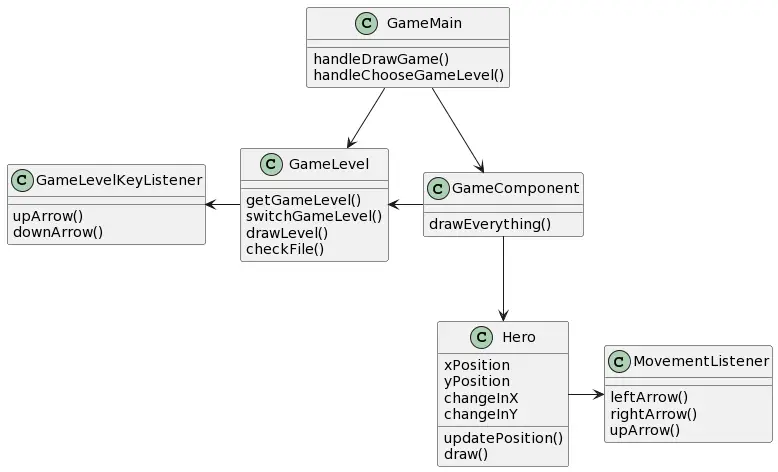 C GameMain
handleDrawGame()
handleChooseGameLevel()
C GameLevelKeyListener
upArrow()
downArrow()
C GameLevel
getGameLevel()
switchGameLevel()
drawLevel()
checkFile()
C GameComponent
drawEverything()
C Hero
xPosition
yPosition
changeInX
changeInY
updatePosition()
draw()
C MovementListener
leftArrow()
rightArrow()
upArrow()